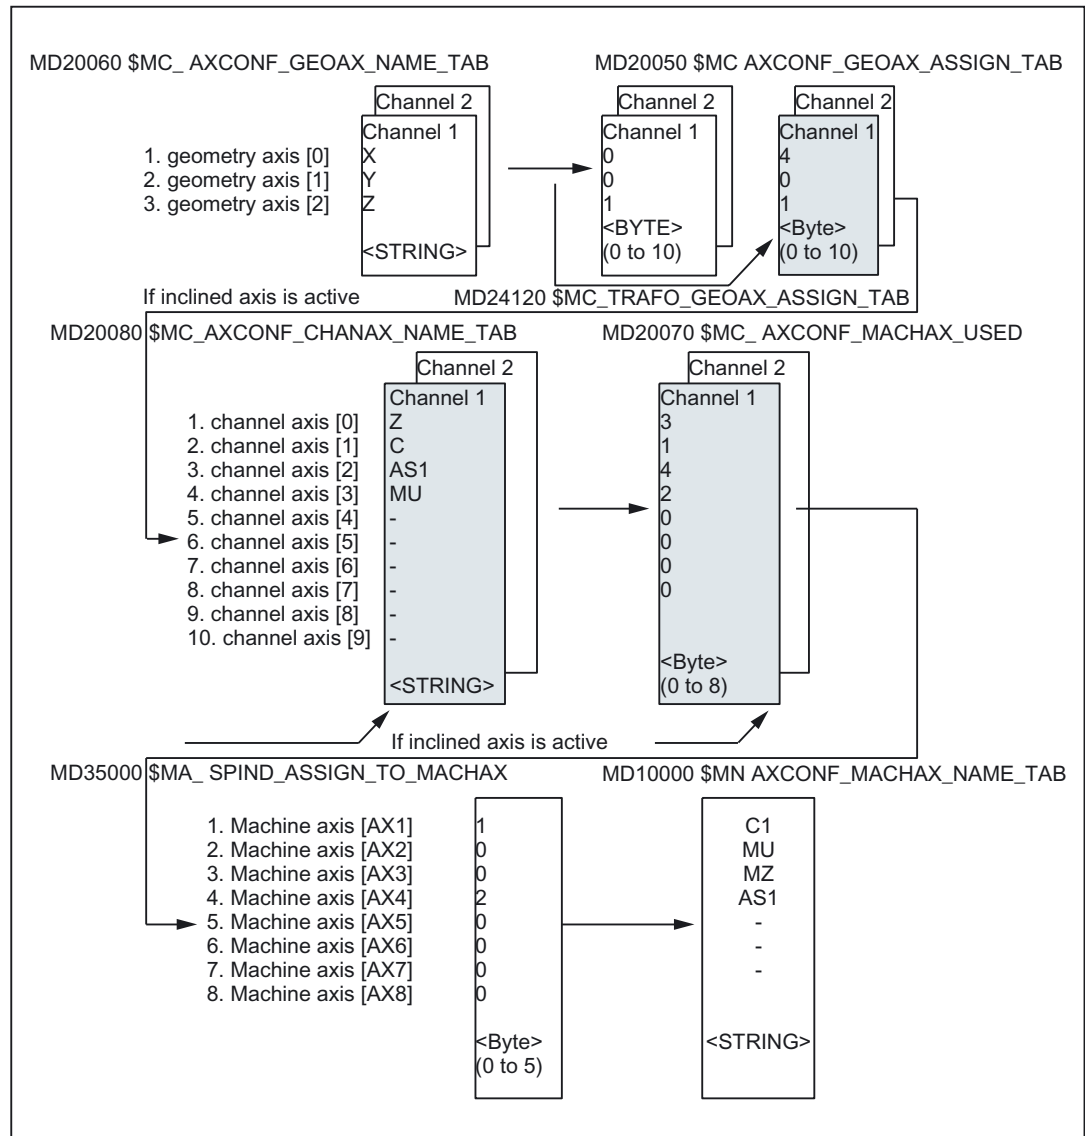 MD20060 $MC_ AXCONF_GEOAX_NAME_TAB
MD20050 $MC AXCONF_GEOAX_ASSIGN_TAB
Channel 2
Channel 2
Channel 2
Channel 1
Channel 1
Channel 1
1. geometry axis [0] X 0 4
2. geometry axis [1] Y 0 0
3. geometry axis [2] Z 1 1
<STRING>
<BYTE>
(0 to 10)
<Byte>
(0 to 10)
If inclined axis is active
MD24120 $MC_TRAFO_GEOAX_ASSIGN_TAB
MD20080 $MC_AXCONF_CHANAX_NAME_TAB
MD20070 $MC_ AXCONF_MACHAX_USED
Channel 2
Channel 2
Channel 1
Channel 1
1. channel axis [0] Z 3
2. channel axis [1] C 1
3. channel axis [2] AS1 4
4. channel axis [3] MU 2
5. channel axis [4] - 0
6. channel axis [5] - 0
7. channel axis [6] - 0
8. channel axis [7] - 0
9. channel axis [8] -
10. channel axis [9] -
<STRING>
<Byte>
(0 to 8)
If inclined axis is active
MD35000 $MA_ SPIND_ASSIGN_TO_MACHAX
MD10000 $MN AXCONF_MACHAX_NAME_TAB
1. Machine axis [AX1] 1 C1
2. Machine axis [AX2] 0 MU
3. Machine axis [AX3] 0 MZ
4. Machine axis [AX4] 2 AS1
5. Machine axis [AX5] 0 -
6. Machine axis [AX6] 0 -
7. Machine axis [AX7] 0 -
8. Machine axis [AX8] 0
<Byte>
(0 to 5)
<STRING>